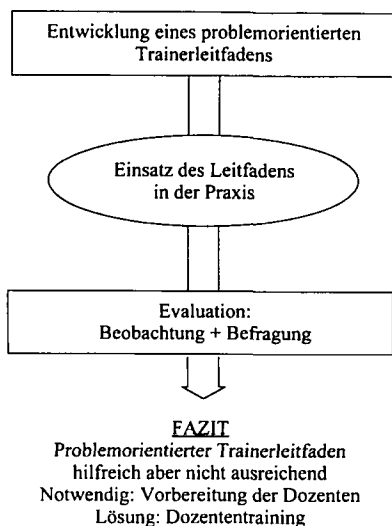 Entwicklung eines problemorientierten
Trainerleitfadens
Einsatz des Leitfadens
in der Praxis
Evaluation:
Beobachtung + Befragung
FAZIT
Problemorientierter Trainerleitfaden
hilfreich aber nicht ausreichend
Notwendig: Vorbereitung der Dozenten
Lösung: Dozententraining